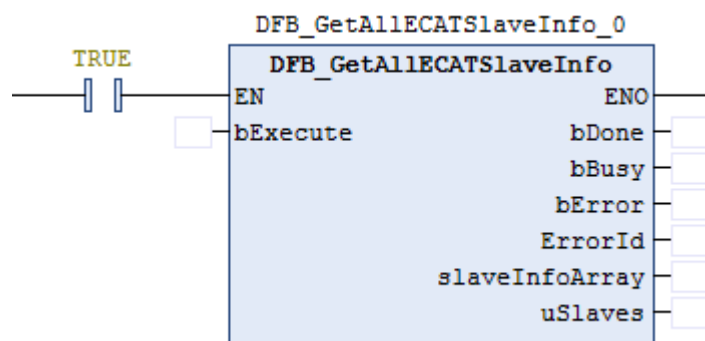 DFB_GetAllECATSlaveInfo_0
TRUE
DFB_GetAllECATSlaveInfo
EN ENO
bExecute bDone
bBusy
bError
ErrorId
slaveInfoArray
uSlaves